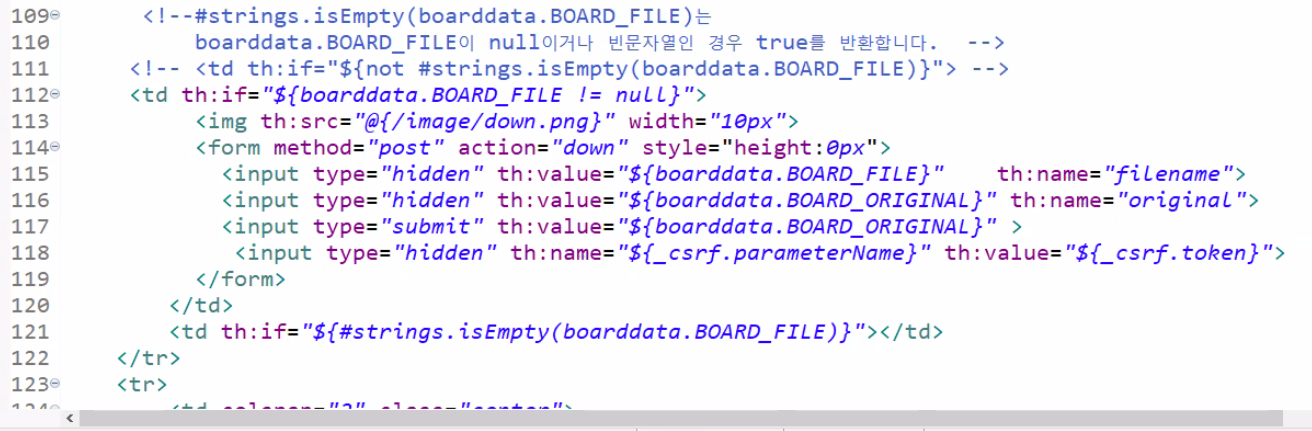 109 <!--#strings.isEmpty(boarddata.BOARD_FILE)는
110 boarddata.BOARD_FILE이 null이거나 빈문자열인 경우 true를 반환합니다. -->
111 <!-- <td th:if="${not #strings.isEmpty(boarddata.BOARD_FILE)}"> -->
112 <td th:if="${boarddata.BOARD_FILE != null}">
113 <img th:src="@{/image/down.png}" width="10px">
114 <form method="post" action="down" style="height:0px">
115 <input type="hidden" th:value="${boarddata.BOARD_FILE}" th:name="filename">
116 <input type="hidden" th:value="${boarddata.BOARD_ORIGINAL}" th:name="original">
117 <input type="submit" th:value="${boarddata.BOARD_ORIGINAL}" >
118 <input type="hidden" th:name="${_csrf.parameterName}" th:value="${_csrf.token}">
119 </form>
120 </td>
121 <td th:if="${#strings.isEmpty(boarddata.BOARD_FILE)}"></td>
122 </tr>
123 <tr>
124 <td colspan="2" class="center">